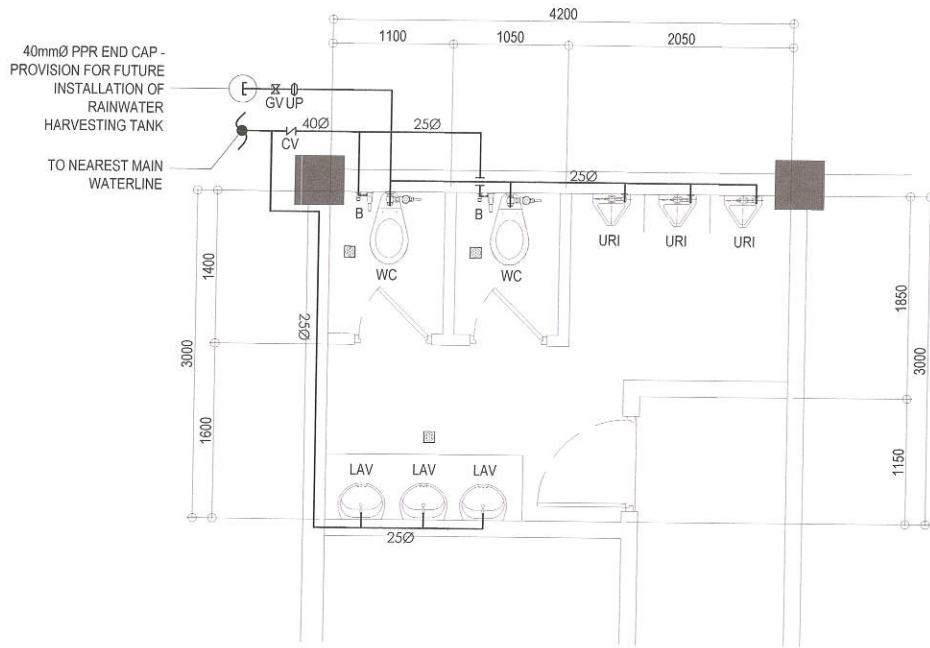 4200
1100
1050
2050
40mmØ PPR END CAP -
PROVISION FOR FUTURE
INSTALLATION OF
RAINWATER
HARVESTING TANK
GV UP
40Ø
25Ø
CV
TO NEAREST MAIN
WATERLINE
25Ø
B
B
WC
WC
URI
URI
URI
1400
1850
25Ø
3000
3000
1600
1150
LAV
LAV
LAV
25Ø